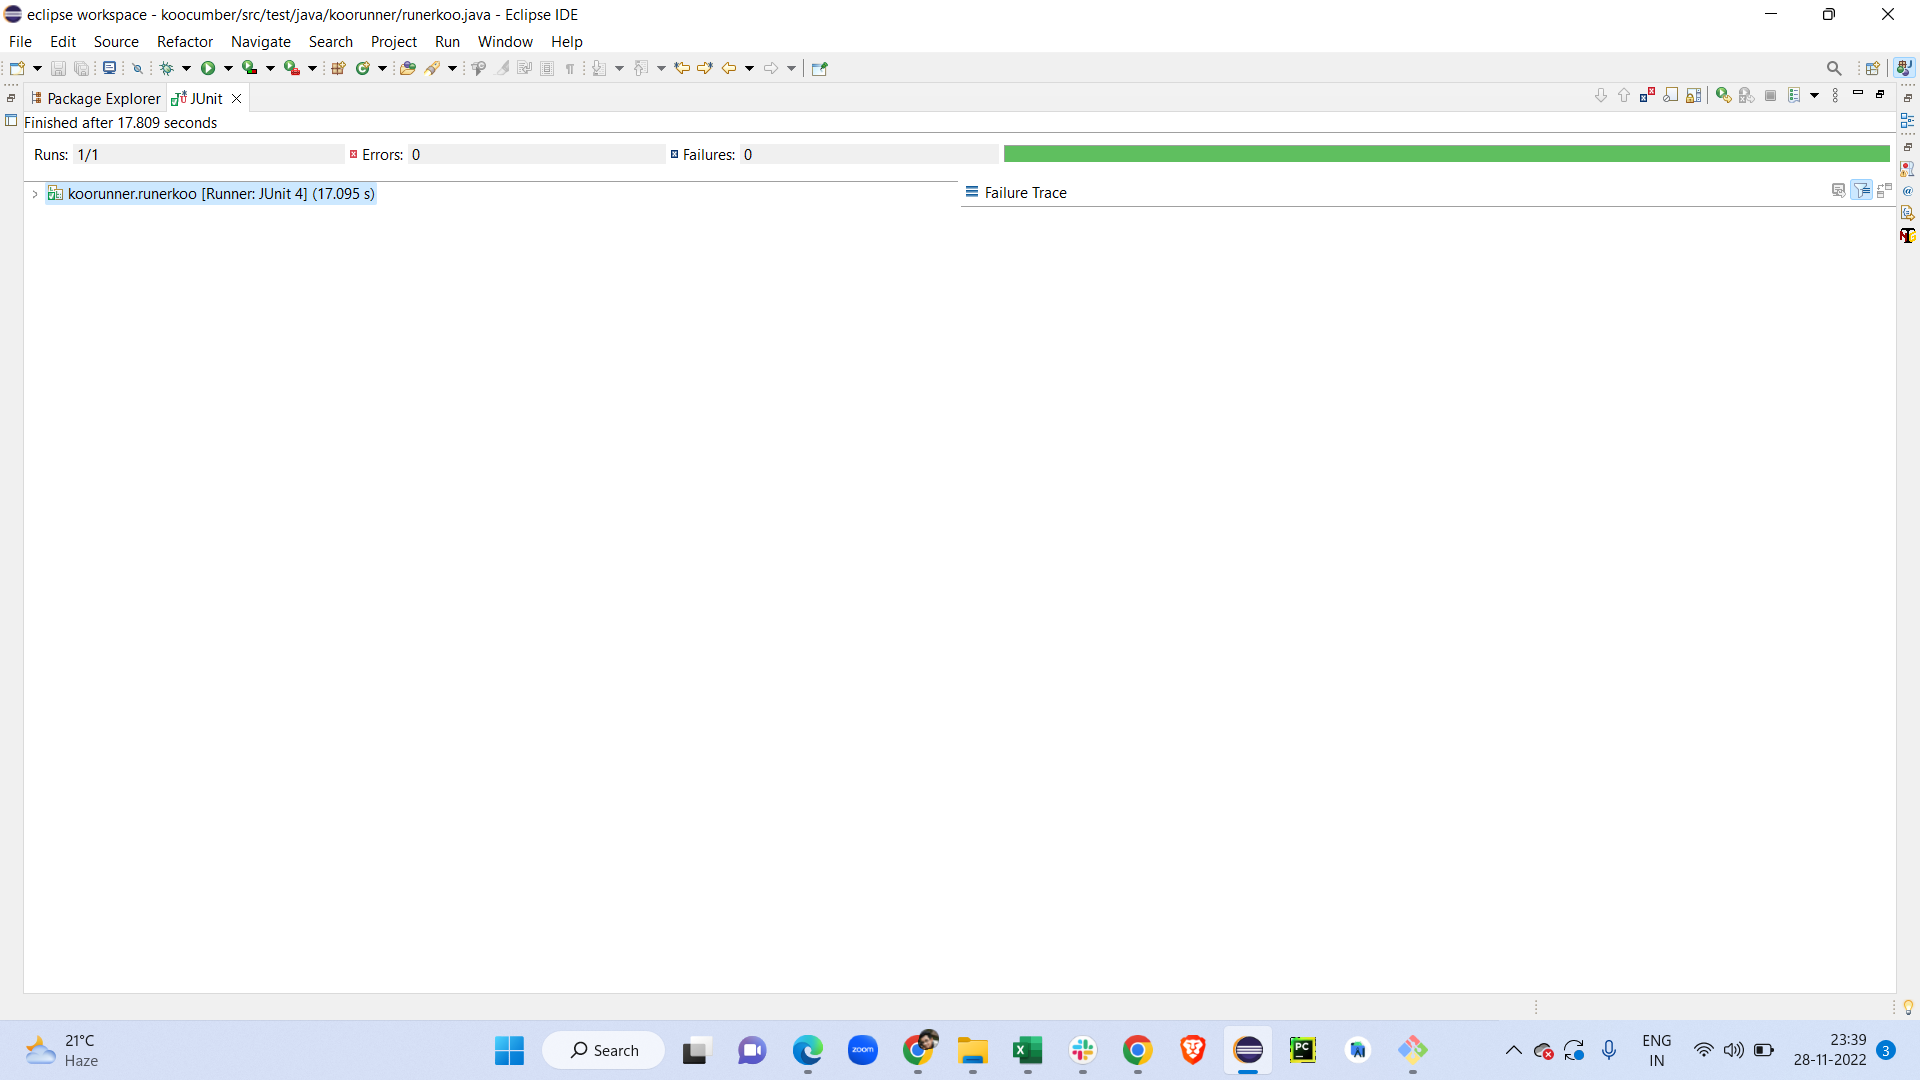 eclipse workspace - koocumber/src/test/java/koorunner/runerkoo.java - Eclipse IDE
File Edit Source Refactor Navigate Search Project Run Window Help
Package Explorer JUnit
Finished after 17.809 seconds
Runs: 1/1 Errors: 0 Failures: 0
koorunner.runerkoo [Runner: JUnit 4] (17.095 s)
Failure Trace
21°C
Haze
Search
zoom
PC
ENG
IN
23:39
28-11-2022
3